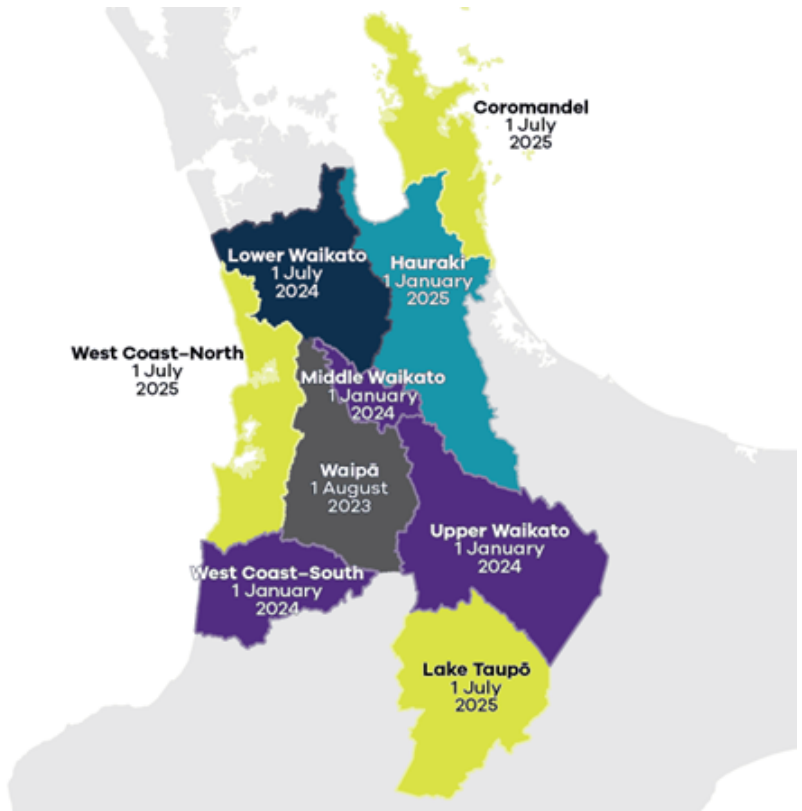 Coromandel
1 July
2025
Lower Waikato
1 July
2024
Hauraki
1 January
2025
West Coast–North
1 July
2025
Middle Waikato
1 January
2024
Waipā
1 August
2023
Upper Waikato
1 January
2024
West Coast–South
1 January
2024
Lake Taupō
1 July
2025